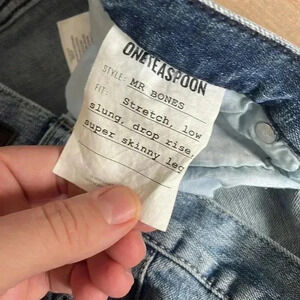 ONETEASPOON
STYLE: MR BONES
FIT: Stretch, low
slung, drop rise,
super skinny leg